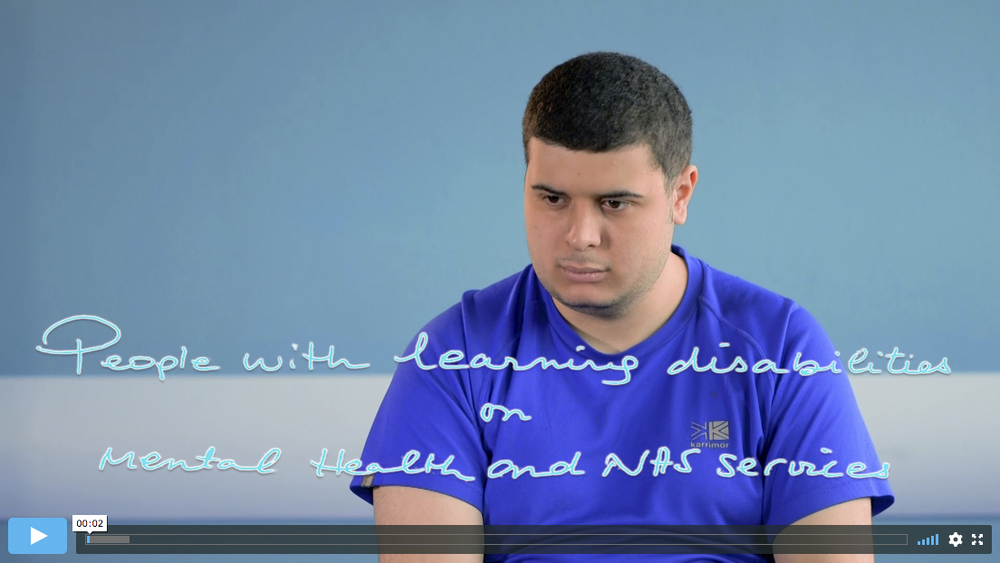 People with learning disabilities
on
Mental Health and NHS services
karrimor
00:02